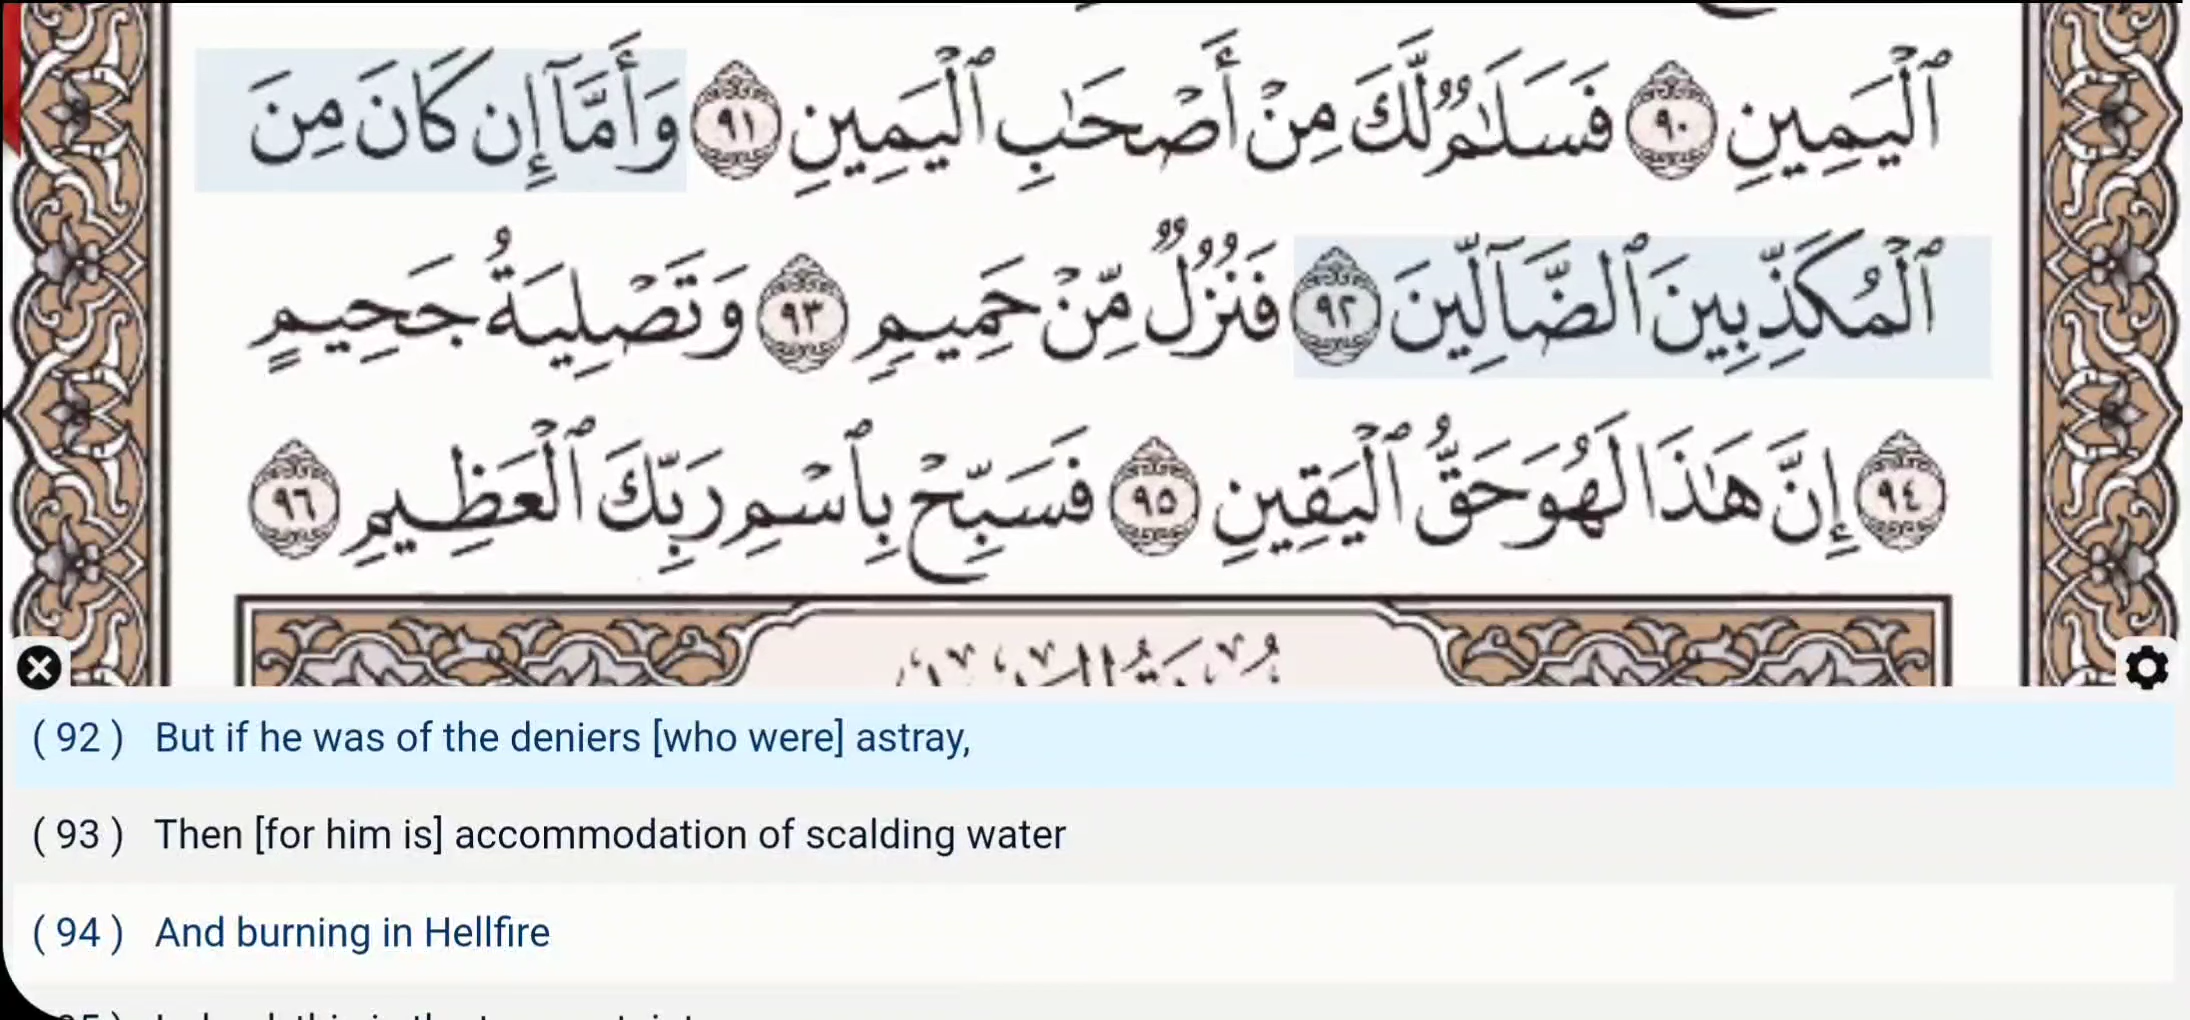 ٱلْيَمِينِ ٩٠ فَسَلَـٰمٌ لَّكَ مِنْ أَصْحَـٰبِ ٱلْيَمِينِ ٩١ وَأَمَّآ إِن كَانَ مِنَ
ٱلْمُكَذِّبِينَ ٱلضَّآلِّينَ ٩٢ فَنُزُلٌ مِّنْ حَمِيمٍ ٩٣ وَتَصْلِيَةُ جَحِيمٍ
٩٤ إِنَّ هَـٰذَا لَهُوَ حَقُّ ٱلْيَقِينِ ٩٥ فَسَبِّحْ بِٱسْمِ رَبِّكَ ٱلْعَظِيمِ ٩٦
( 92 ) But if he was of the deniers [who were] astray,
( 93 ) Then [for him is] accommodation of scalding water
( 94 ) And burning in Hellfire